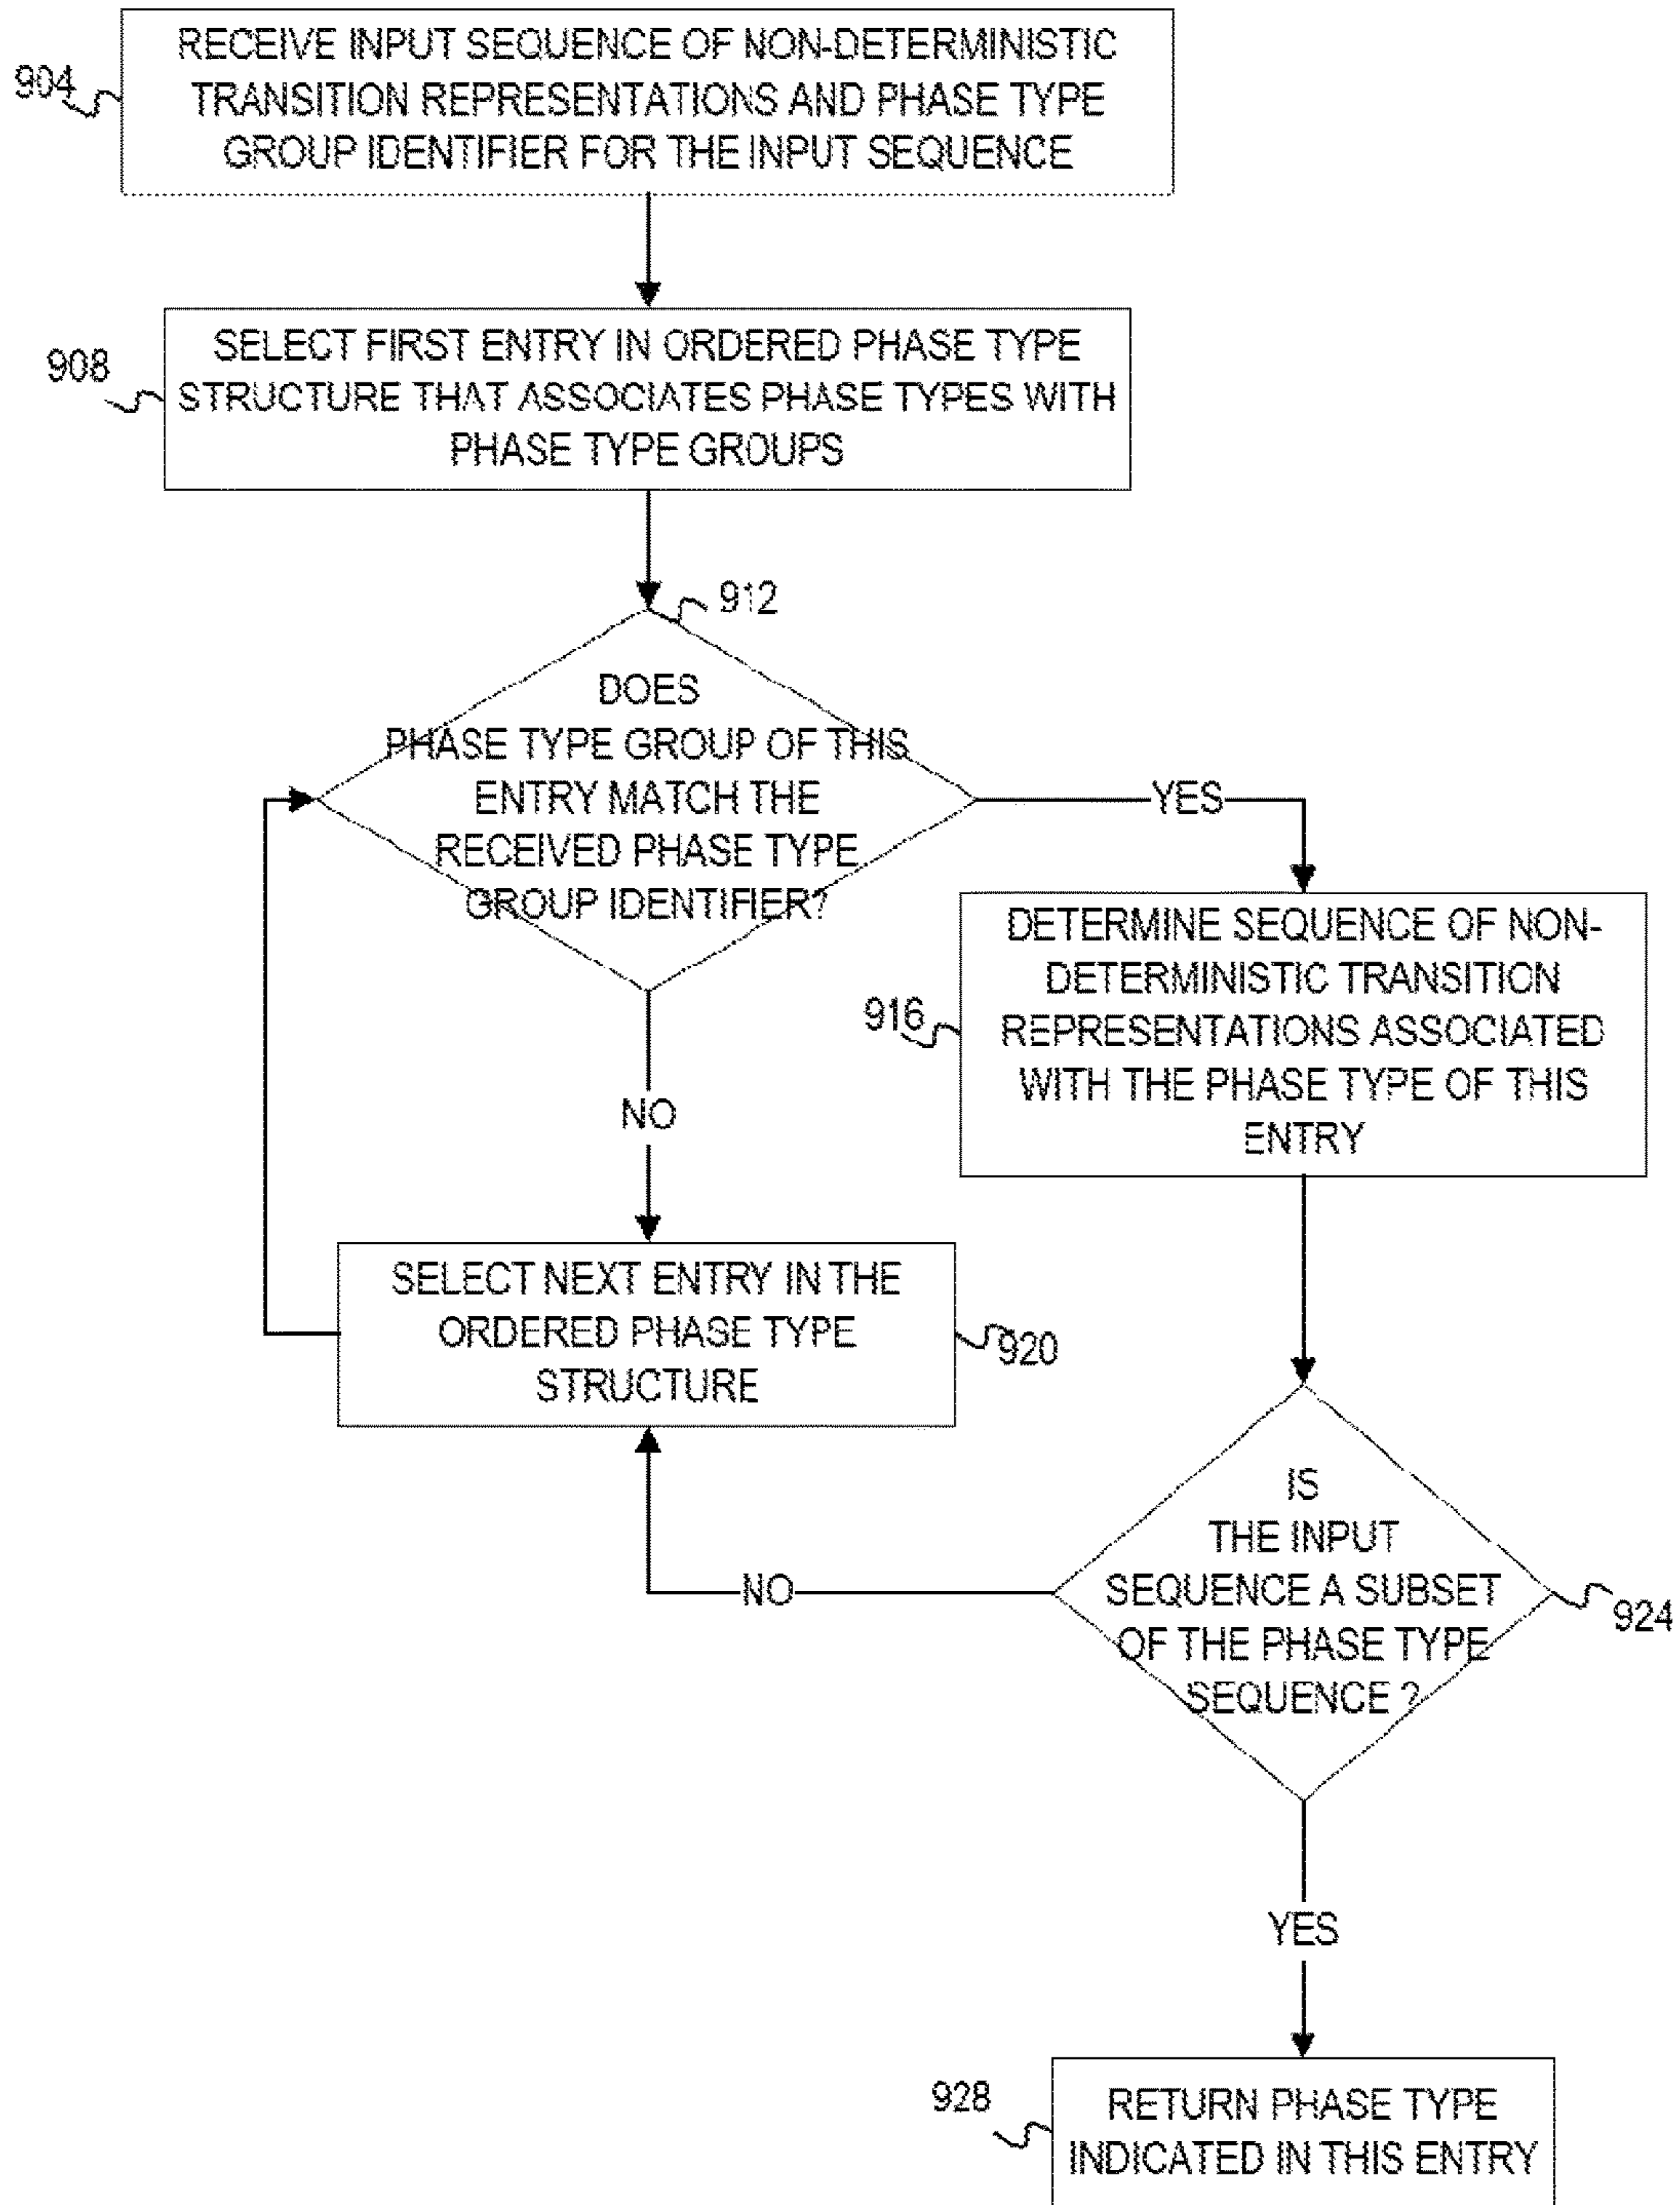 RECEIVE INPUT SEQUENCE OF NON-DETERMINISTIC
TRANSITION REPRESENTATIONS AND PHASE TYPE
GROUP IDENTIFIER FOR THE INPUT SEQUENCE
904
SELECT FIRST ENTRY IN ORDERED PHASE TYPE
STRUCTURE THAT ASSOCIATES PHASE TYPES WITH
PHASE TYPE GROUPS
908
912
DOES
PHASE TYPE GROUP OF THIS
ENTRY MATCH THE
RECEIVED PHASE TYPE
GROUP IDENTIFIER?
YES
NO
DETERMINE SEQUENCE OF NON-
DETERMINISTIC TRANSITION
REPRESENTATIONS ASSOCIATED
WITH THE PHASE TYPE OF THIS
ENTRY
916
SELECT NEXT ENTRY IN THE
ORDERED PHASE TYPE
STRUCTURE
920
IS
THE INPUT
SEQUENCE A SUBSET
OF THE PHASE TYPE
SEQUENCE ?
924
NO
YES
928
RETURN PHASE TYPE
INDICATED IN THIS ENTRY